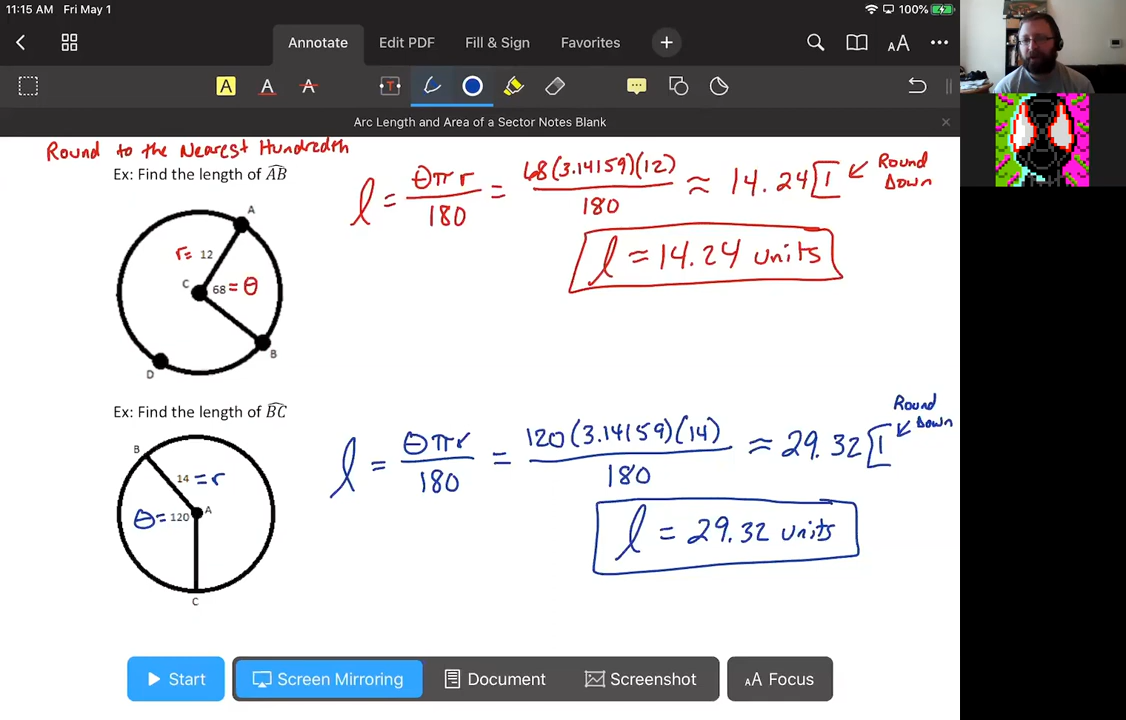 11:15 AM Fri May 1
100%
Annotate Edit PDF Fill & Sign Favorites
AA
A A A T
Arc Length and Area of a Sector Notes Blank
Round to the Nearest Hundredth
Ex: Find the length of AB
l = θπr/180 = 68(3.14159)(12)/180 ≈ 14.24[1
Round Down
l ≈ 14.24 units
A
r= 12
C
68 = θ
B
D
Ex: Find the length of BC
l = θπr/180 = 120(3.14159)(14)/180 ≈ 29.32[1
Round Down
l = 29.32 units
B
14 = r
θ= 120
A
C
Start Screen Mirroring Document Screenshot AA Focus